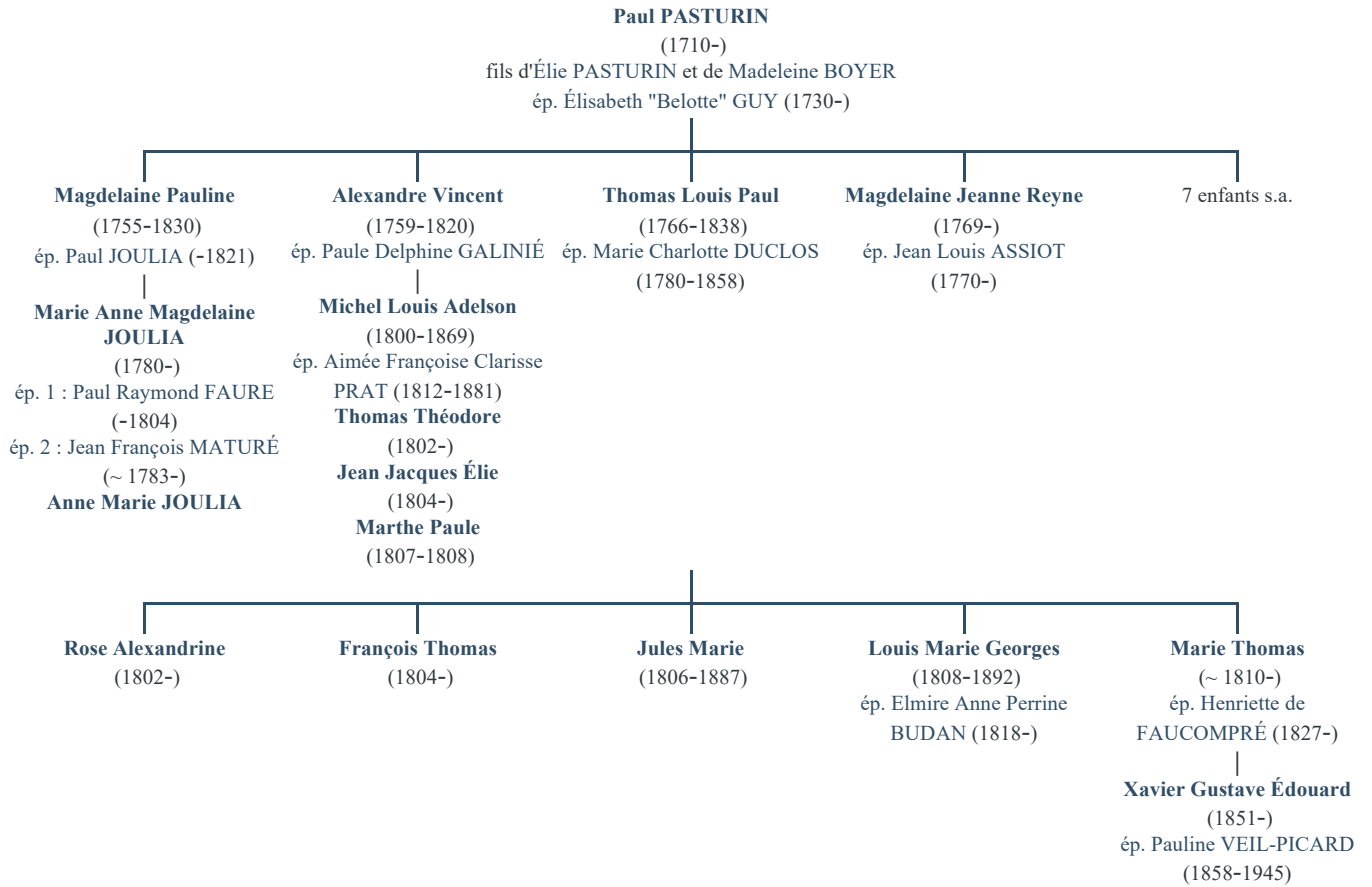 Paul PASTURIN
(1710-)
fils d'Élie PASTURIN et de Madeleine BOYER
ép. Élisabeth "Belotte" GUY (1730-)
Magdelaine Pauline
(1755-1830)
ép. Paul JOULIA (-1821)
Marie Anne Magdelaine
JOULIA
(1780-)
ép. 1 : Paul Raymond FAURE
(-1804)
ép. 2 : Jean François MATURÉ
(~ 1783-)
Anne Marie JOULIA
Alexandre Vincent
(1759-1820)
ép. Paule Delphine GALINIÉ
Michel Louis Adelson
(1800-1869)
ép. Aimée Françoise Clarisse
PRAT (1812-1881)
Thomas Théodore
(1802-)
Jean Jacques Élie
(1804-)
Marthe Paule
(1807-1808)
Thomas Louis Paul
(1766-1838)
ép. Marie Charlotte DUCLOS
(1780-1858)
Magdelaine Jeanne Reyne
(1769-)
ép. Jean Louis ASSIOT
(1770-)
7 enfants s.a.
Rose Alexandrine
(1802-)
François Thomas
(1804-)
Jules Marie
(1806-1887)
Louis Marie Georges
(1808-1892)
ép. Elmire Anne Perrine
BUDAN (1818-)
Marie Thomas
(~ 1810-)
ép. Henriette de
FAUCOMPRÉ (1827-)
Xavier Gustave Édouard
(1851-)
ép. Pauline VEIL-PICARD
(1858-1945)